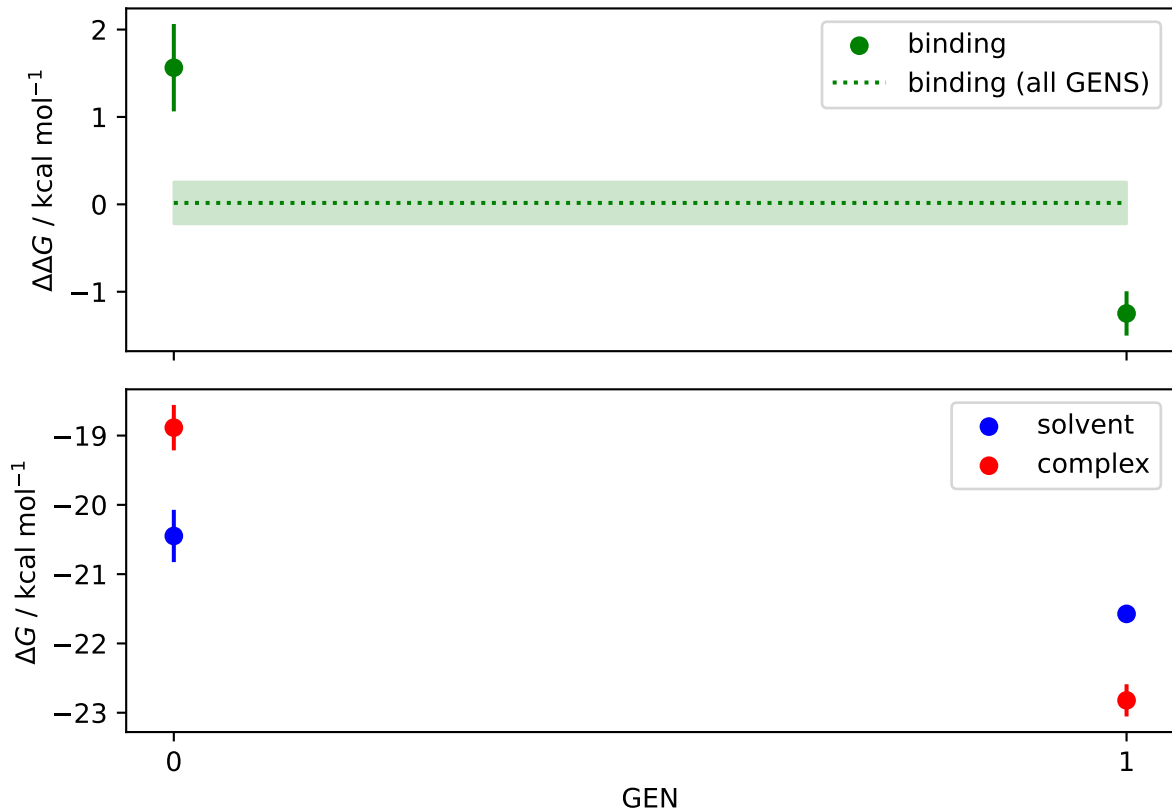 2
1
0
−1
ΔΔG / kcal mol⁻¹
binding
binding (all GENS)
−19
−20
−21
−22
−23
ΔG / kcal mol⁻¹
solvent
complex
0 1
GEN